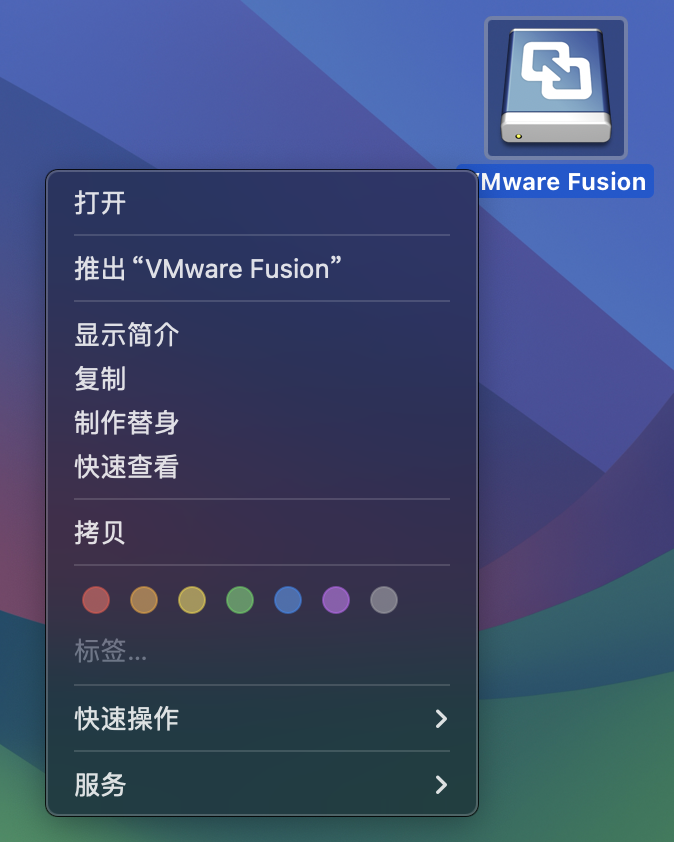 VMware Fusion
打开
推出“VMware Fusion”
显示简介
复制
制作替身
快速查看
拷贝
标签...
快速操作
服务